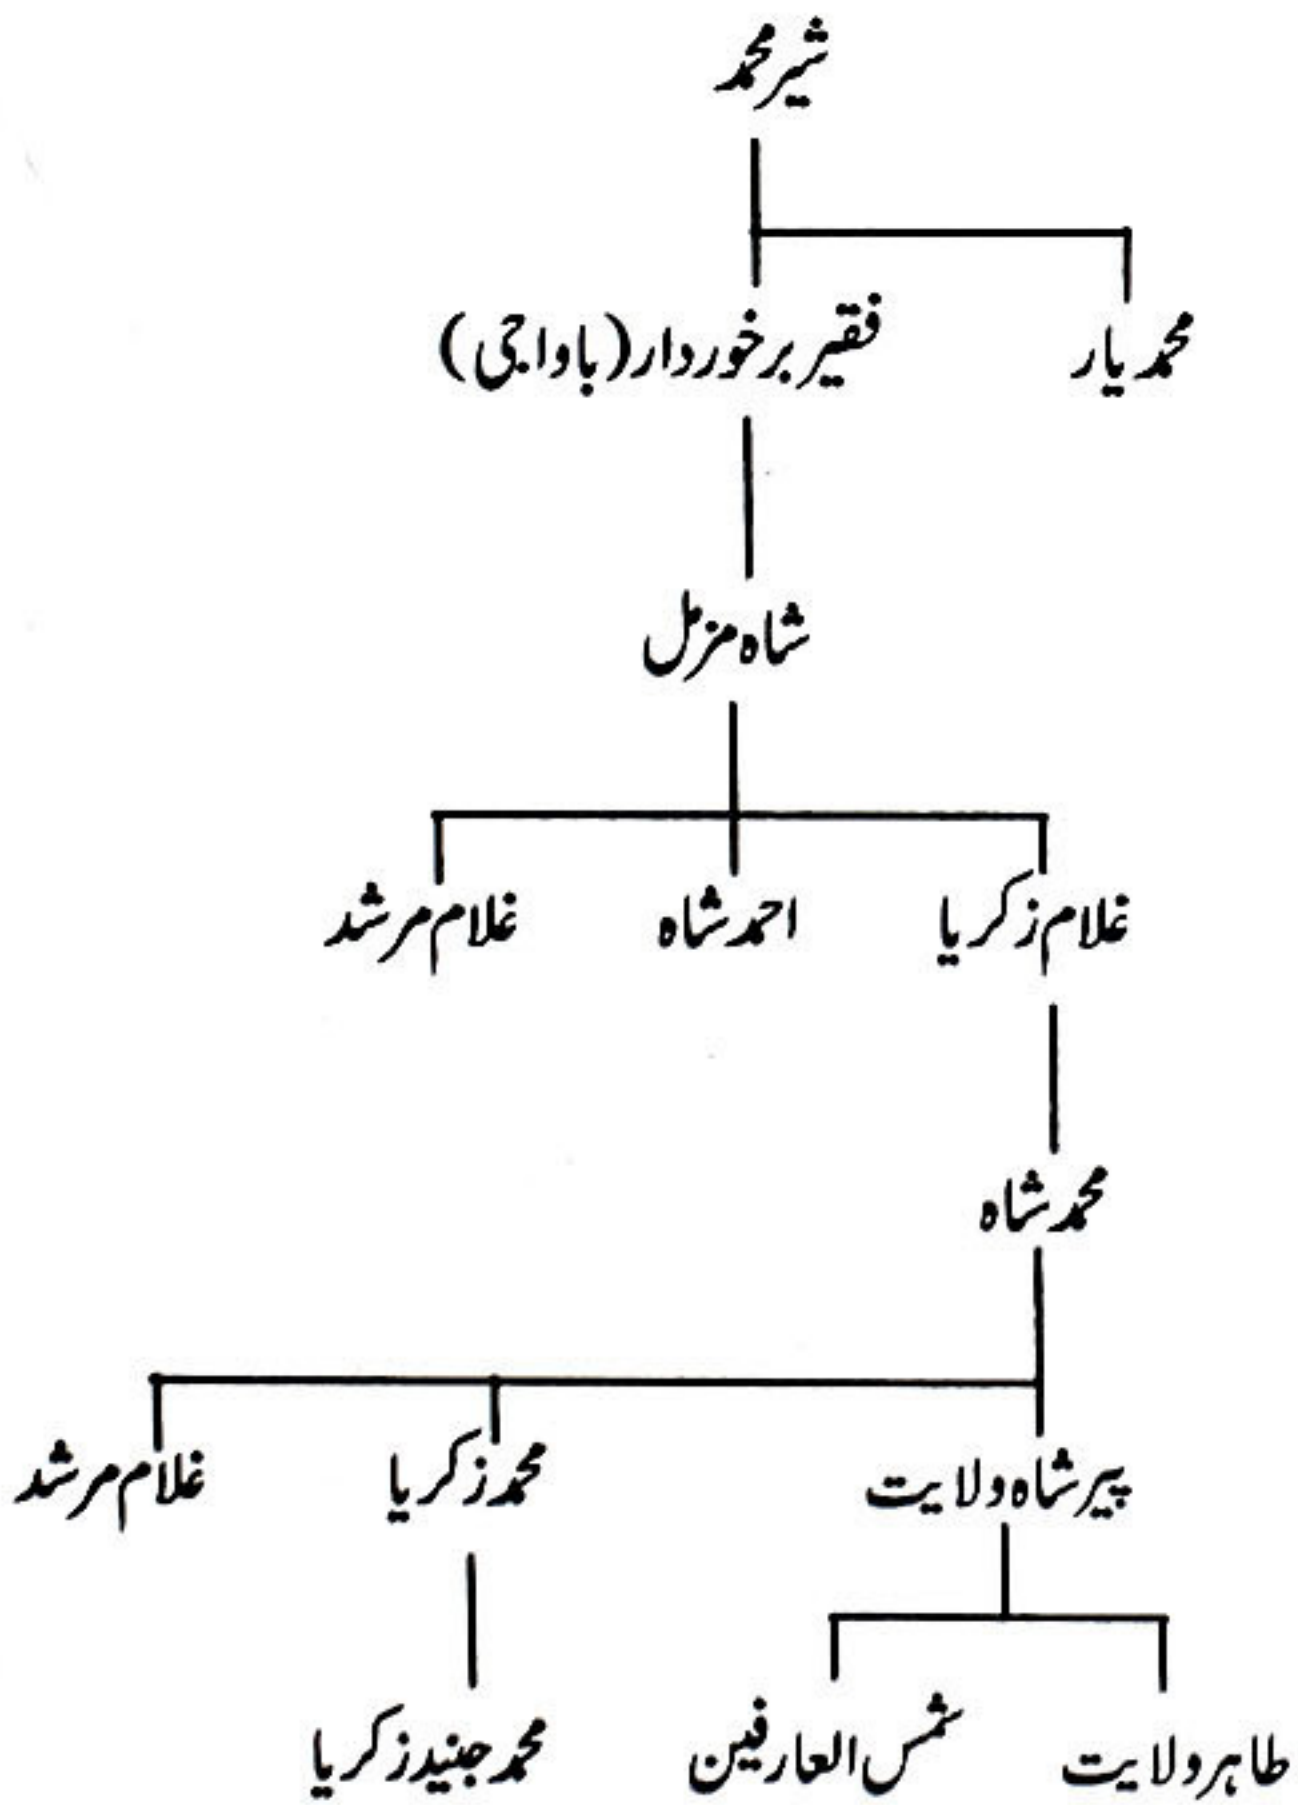 شیر محمد
محمد یار
فقیر برخوردار (باواجی)
شاہ مزمل
غلام زکریا
احمد شاہ
غلام مرشد
محمد شاہ
پیر شاہ ولایت
محمد زکریا
غلام مرشد
طاہر ولایت
شمس العارفین
محمد جنید زکریا